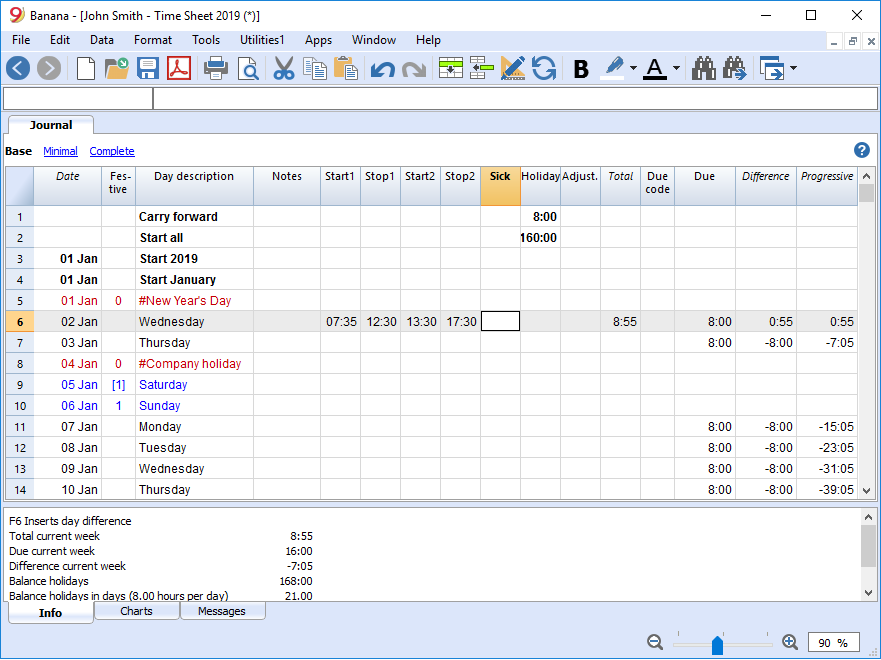 Banana - [John Smith - Time Sheet 2019 (*)]
File Edit Data Format Tools Utilities1 Apps Window Help
B A
Journal
Base Minimal Complete ?
Date Fes-tive Day description Notes Start1 Stop1 Start2 Stop2 Sick Holiday Adjust. Total Due code Due Difference Progressive
1 Carry forward 8:00
2 Start all 160:00
3 01 Jan Start 2019
4 01 Jan Start January
5 01 Jan 0 #New Year's Day
6 02 Jan Wednesday 07:35 12:30 13:30 17:30 8:55 8:00 0:55 0:55
7 03 Jan Thursday 8:00 -8:00 -7:05
8 04 Jan 0 #Company holiday
9 05 Jan [1] Saturday
10 06 Jan 1 Sunday
11 07 Jan Monday 8:00 -8:00 -15:05
12 08 Jan Tuesday 8:00 -8:00 -23:05
13 09 Jan Wednesday 8:00 -8:00 -31:05
14 10 Jan Thursday 8:00 -8:00 -39:05
F6 Inserts day difference
Total current week 8:55
Due current week 16:00
Difference current week -7:05
Balance holidays 168:00
Balance holidays in days (8.00 hours per day) 21.00
Info Charts Messages
90 %